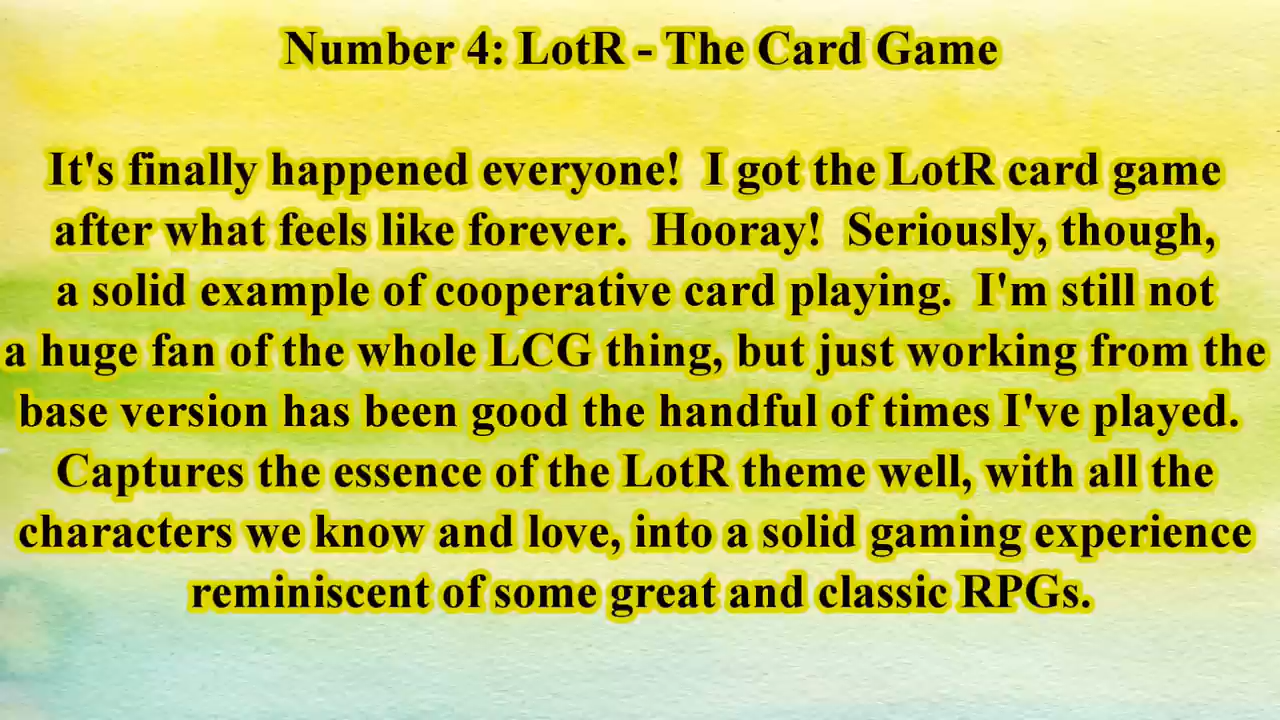 Number 4: LotR - The Card Game
It's finally happened everyone!  I got the LotR card game
after what feels like forever.  Hooray!  Seriously, though,
a solid example of cooperative card playing.  I'm still not
a huge fan of the whole LCG thing, but just working from the
base version has been good the handful of times I've played.
Captures the essence of the LotR theme well, with all the
characters we know and love, into a solid gaming experience
reminiscent of some great and classic RPGs.